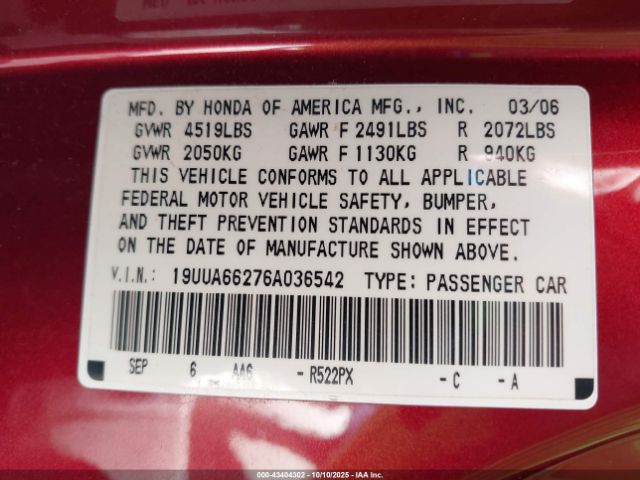 MFD. BY HONDA OF AMERICA MFG., INC. 03/06
GVWR 4519LBS GAWR F 2491LBS R 2072LBS
GVWR 2050KG GAWR F 1130KG R 940KG
THIS VEHICLE CONFORMS TO ALL APPLICABLE
FEDERAL MOTOR VEHICLE SAFETY, BUMPER,
AND THEFT PREVENTION STANDARDS IN EFFECT
ON THE DATE OF MANUFACTURE SHOWN ABOVE.
V.I.N.: 19UUA66276A036542 TYPE: PASSENGER CAR
SEP 6 AA6 - R522PX - C - A
000-43404302 - 10/10/2025 - IAA Corp.